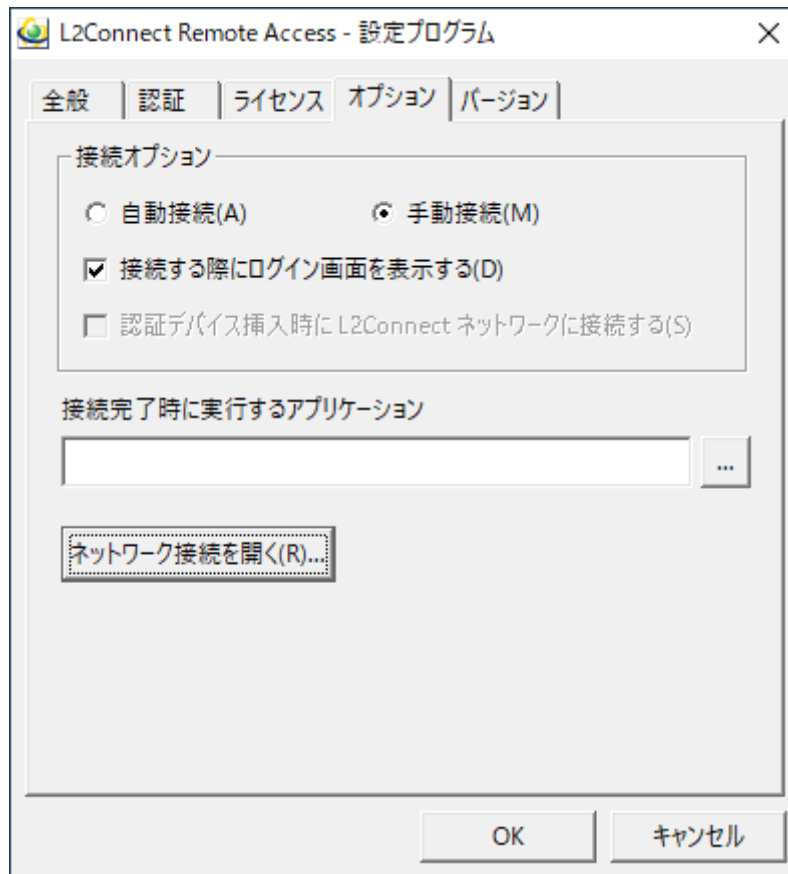 L2Connect Remote Access - 設定プログラム
全般 認証 ライセンス オプション バージョン
接続オプション
自動接続(A) 手動接続(M)
接続する際にログイン画面を表示する(D)
認証デバイス挿入時に L2Connect ネットワークに接続する(S)
接続完了時に実行するアプリケーション
...
ネットワーク接続を開く(R)...
OK キャンセル